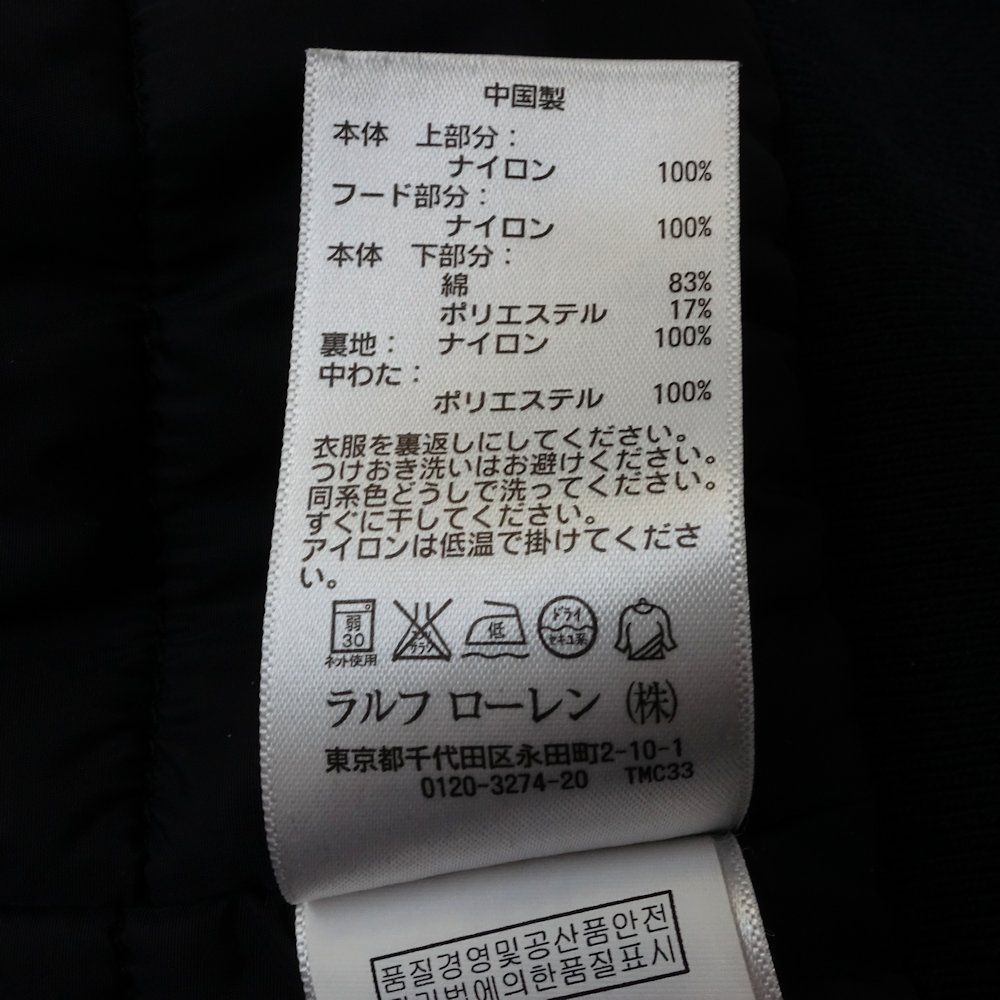 中国製
本体 上部分：
ナイロン 100%
フード部分：
ナイロン 100%
本体 下部分：
綿 83%
ポリエステル 17%
裏地： ナイロン 100%
中わた：
ポリエステル 100%
衣服を裏返しにしてください。
つけおき洗いはお避けください。
同系色どうしで洗ってください。
すぐに干してください。
アイロンは低温で掛けてくださ
い。
弱 低 ドライ
30 セキユ系
ネット使用
ラルフ ローレン ㈱
東京都千代田区永田町2-10-1
0120-3274-20 TMC33
품질경영및공산품안전
에의한품질표시